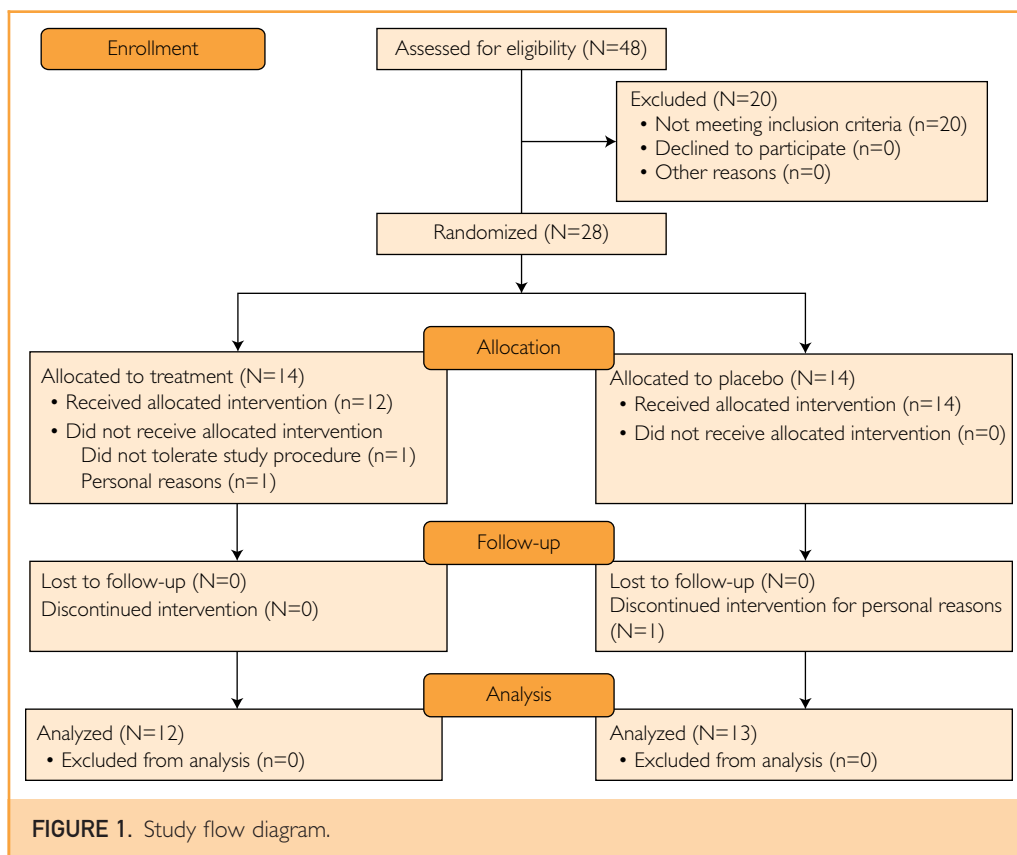 Enrollment
Assessed for eligibility (N=48)
Excluded (N=20)
• Not meeting inclusion criteria (n=20)
• Declined to participate (n=0)
• Other reasons (n=0)
Randomized (N=28)
Allocation
Allocated to treatment (N=14)
• Received allocated intervention (n=12)
• Did not receive allocated intervention
Did not tolerate study procedure (n=1)
Personal reasons (n=1)
Allocated to placebo (N=14)
• Received allocated intervention (n=14)
• Did not receive allocated intervention (n=0)
Follow-up
Lost to follow-up (N=0)
Discontinued intervention (N=0)
Lost to follow-up (N=0)
Discontinued intervention for personal reasons
(N=1)
Analysis
Analyzed (N=12)
• Excluded from analysis (n=0)
Analyzed (N=13)
• Excluded from analysis (n=0)
FIGURE 1. Study flow diagram.